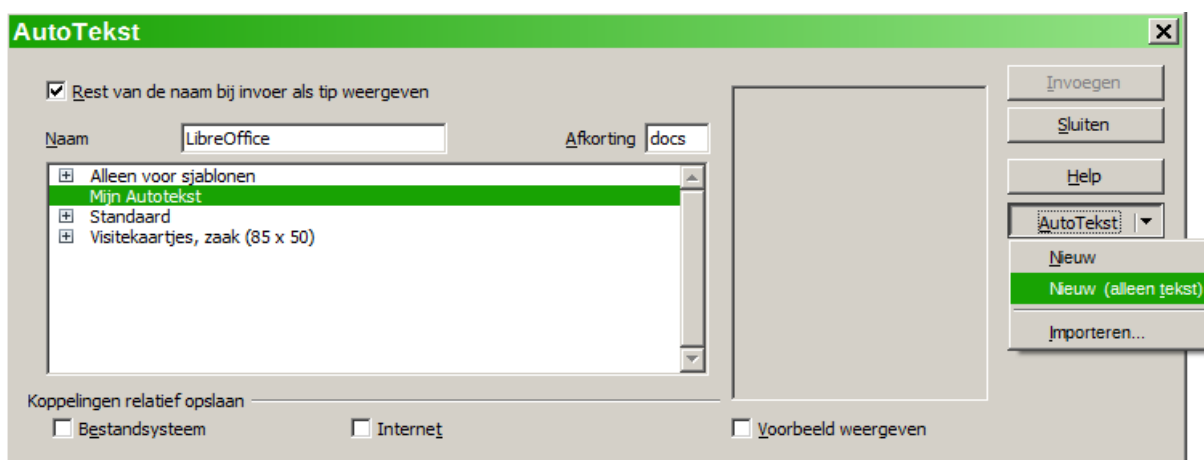 AutoTekst
Rest van de naam bij invoer als tip weergeven
Naam LibreOffice Afkorting docs
Alleen voor sjablonen
Mijn Autotekst
Standaard
Visitekaartjes, zaak (85 x 50)
Koppelingen relatief opslaan
Bestandsysteem Internet Voorbeeld weergeven
Invoegen
Sluiten
Help
AutoTekst
Nieuw
Nieuw (alleen tekst)
Importeren...